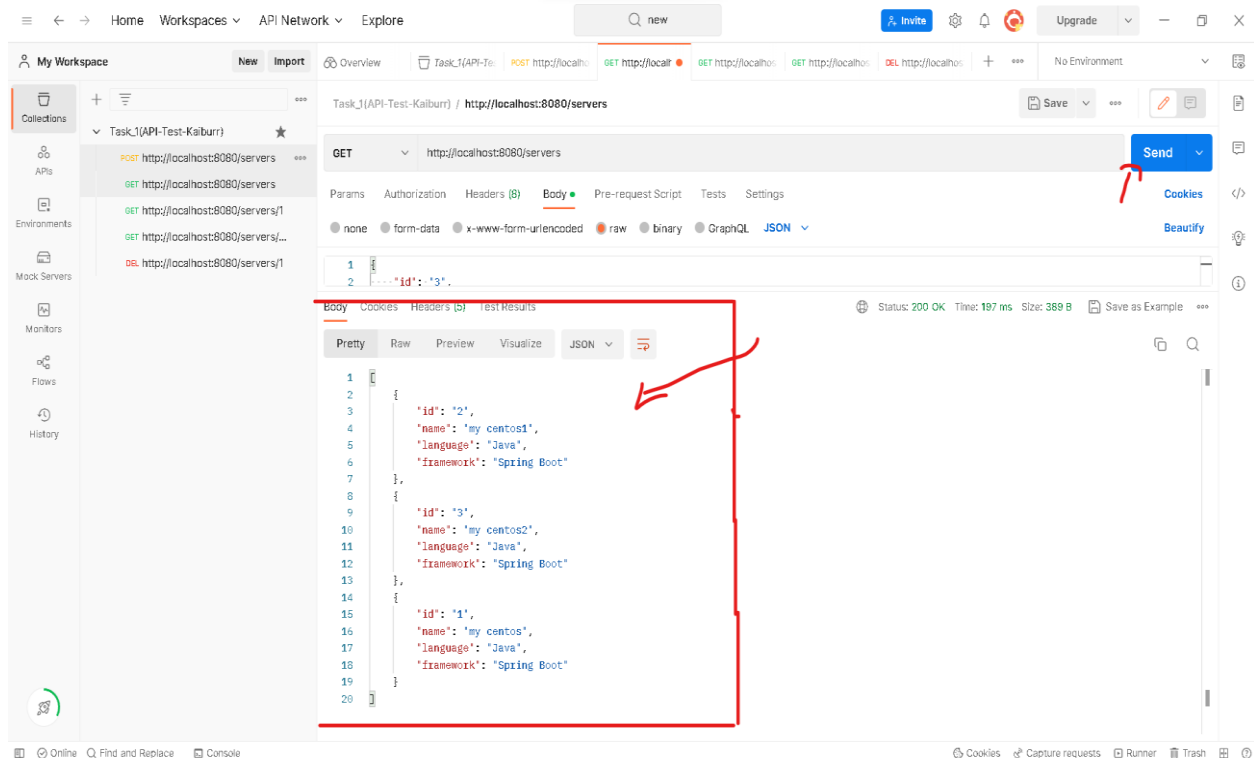 Home Workspaces API Network Explore new Invite Upgrade
My Workspace New Import Overview Task_1(API-Te: POST http://localho GET http://localh GET http://localhos GET http://localhos DEL http://localhos No Environment
Collections
APIs
Environments
Mock Servers
Monitors
Flows
History
Task_1(API-Test-Kaiburr)
POST http://localhost:8080/servers
GET http://localhost:8080/servers
GET http://localhost:8080/servers/1
GET http://localhost:8080/servers/...
DEL http://localhost:8080/servers/1
Task_1(API-Test-Kaiburr) / http://localhost:8080/servers Save
GET http://localhost:8080/servers Send
Params Authorization Headers (8) Body Pre-request Script Tests Settings Cookies
none form-data x-www-form-urlencoded raw binary GraphQL JSON Beautify
1 {
2 "id": "3",
Body Cookies Headers (5) Test Results Status: 200 OK Time: 197 ms Size: 389 B Save as Example
Pretty Raw Preview Visualize JSON
1 [
2 {
3 "id": "2",
4 "name": "my centos1",
5 "language": "Java",
6 "framework": "Spring Boot"
7 },
8 {
9 "id": "3",
10 "name": "my centos2",
11 "language": "Java",
12 "framework": "Spring Boot"
13 },
14 {
15 "id": "1",
16 "name": "my centos",
17 "language": "Java",
18 "framework": "Spring Boot"
19 }
20 ]
Online Find and Replace Console Cookies Capture requests Runner Trash